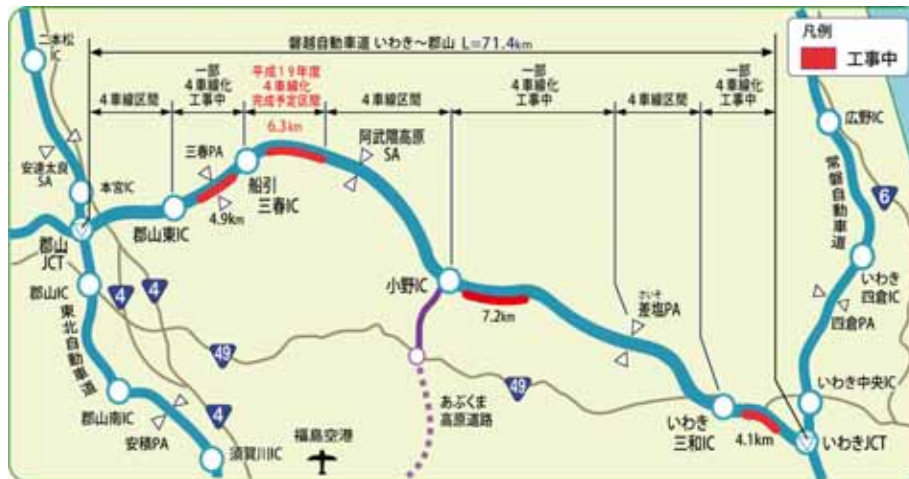 磐越自動車道 いわき〜郡山 L=71.4km
凡例
工事中
4車線区間
一部
4車線化
工事中
平成19年度
4車線化
完成予定区間
6.3km
4車線区間
一部
4車線化
工事中
4車線区間
一部
4車線化
工事中
二本松
IC
安達太良
SA
本宮IC
郡山
JCT
郡山IC
東北自動車道
郡山南IC
安積PA
須賀川IC
福島空港
郡山東IC
三春PA
4.9km
船引
三春IC
阿武隈高原
SA
小野IC
7.2km
あぶくま
高原道路
さいそ
差塩PA
いわき
三和IC
4.1km
いわきJCT
いわき中央IC
四倉PA
いわき
四倉IC
常磐自動車道
広野IC
6
4
4
4
49
49